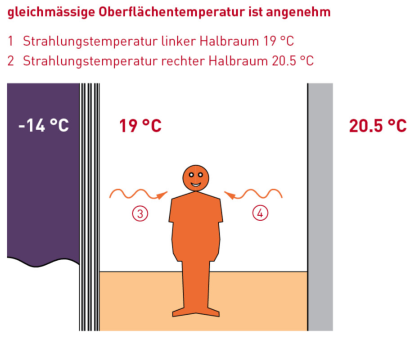 gleichmässige Oberflächentemperatur ist angenehm
1 Strahlungstemperatur linker Halbraum 19 °C
2 Strahlungstemperatur rechter Halbraum 20.5 °C
-14 °C 19 °C 20.5 °C
3 4